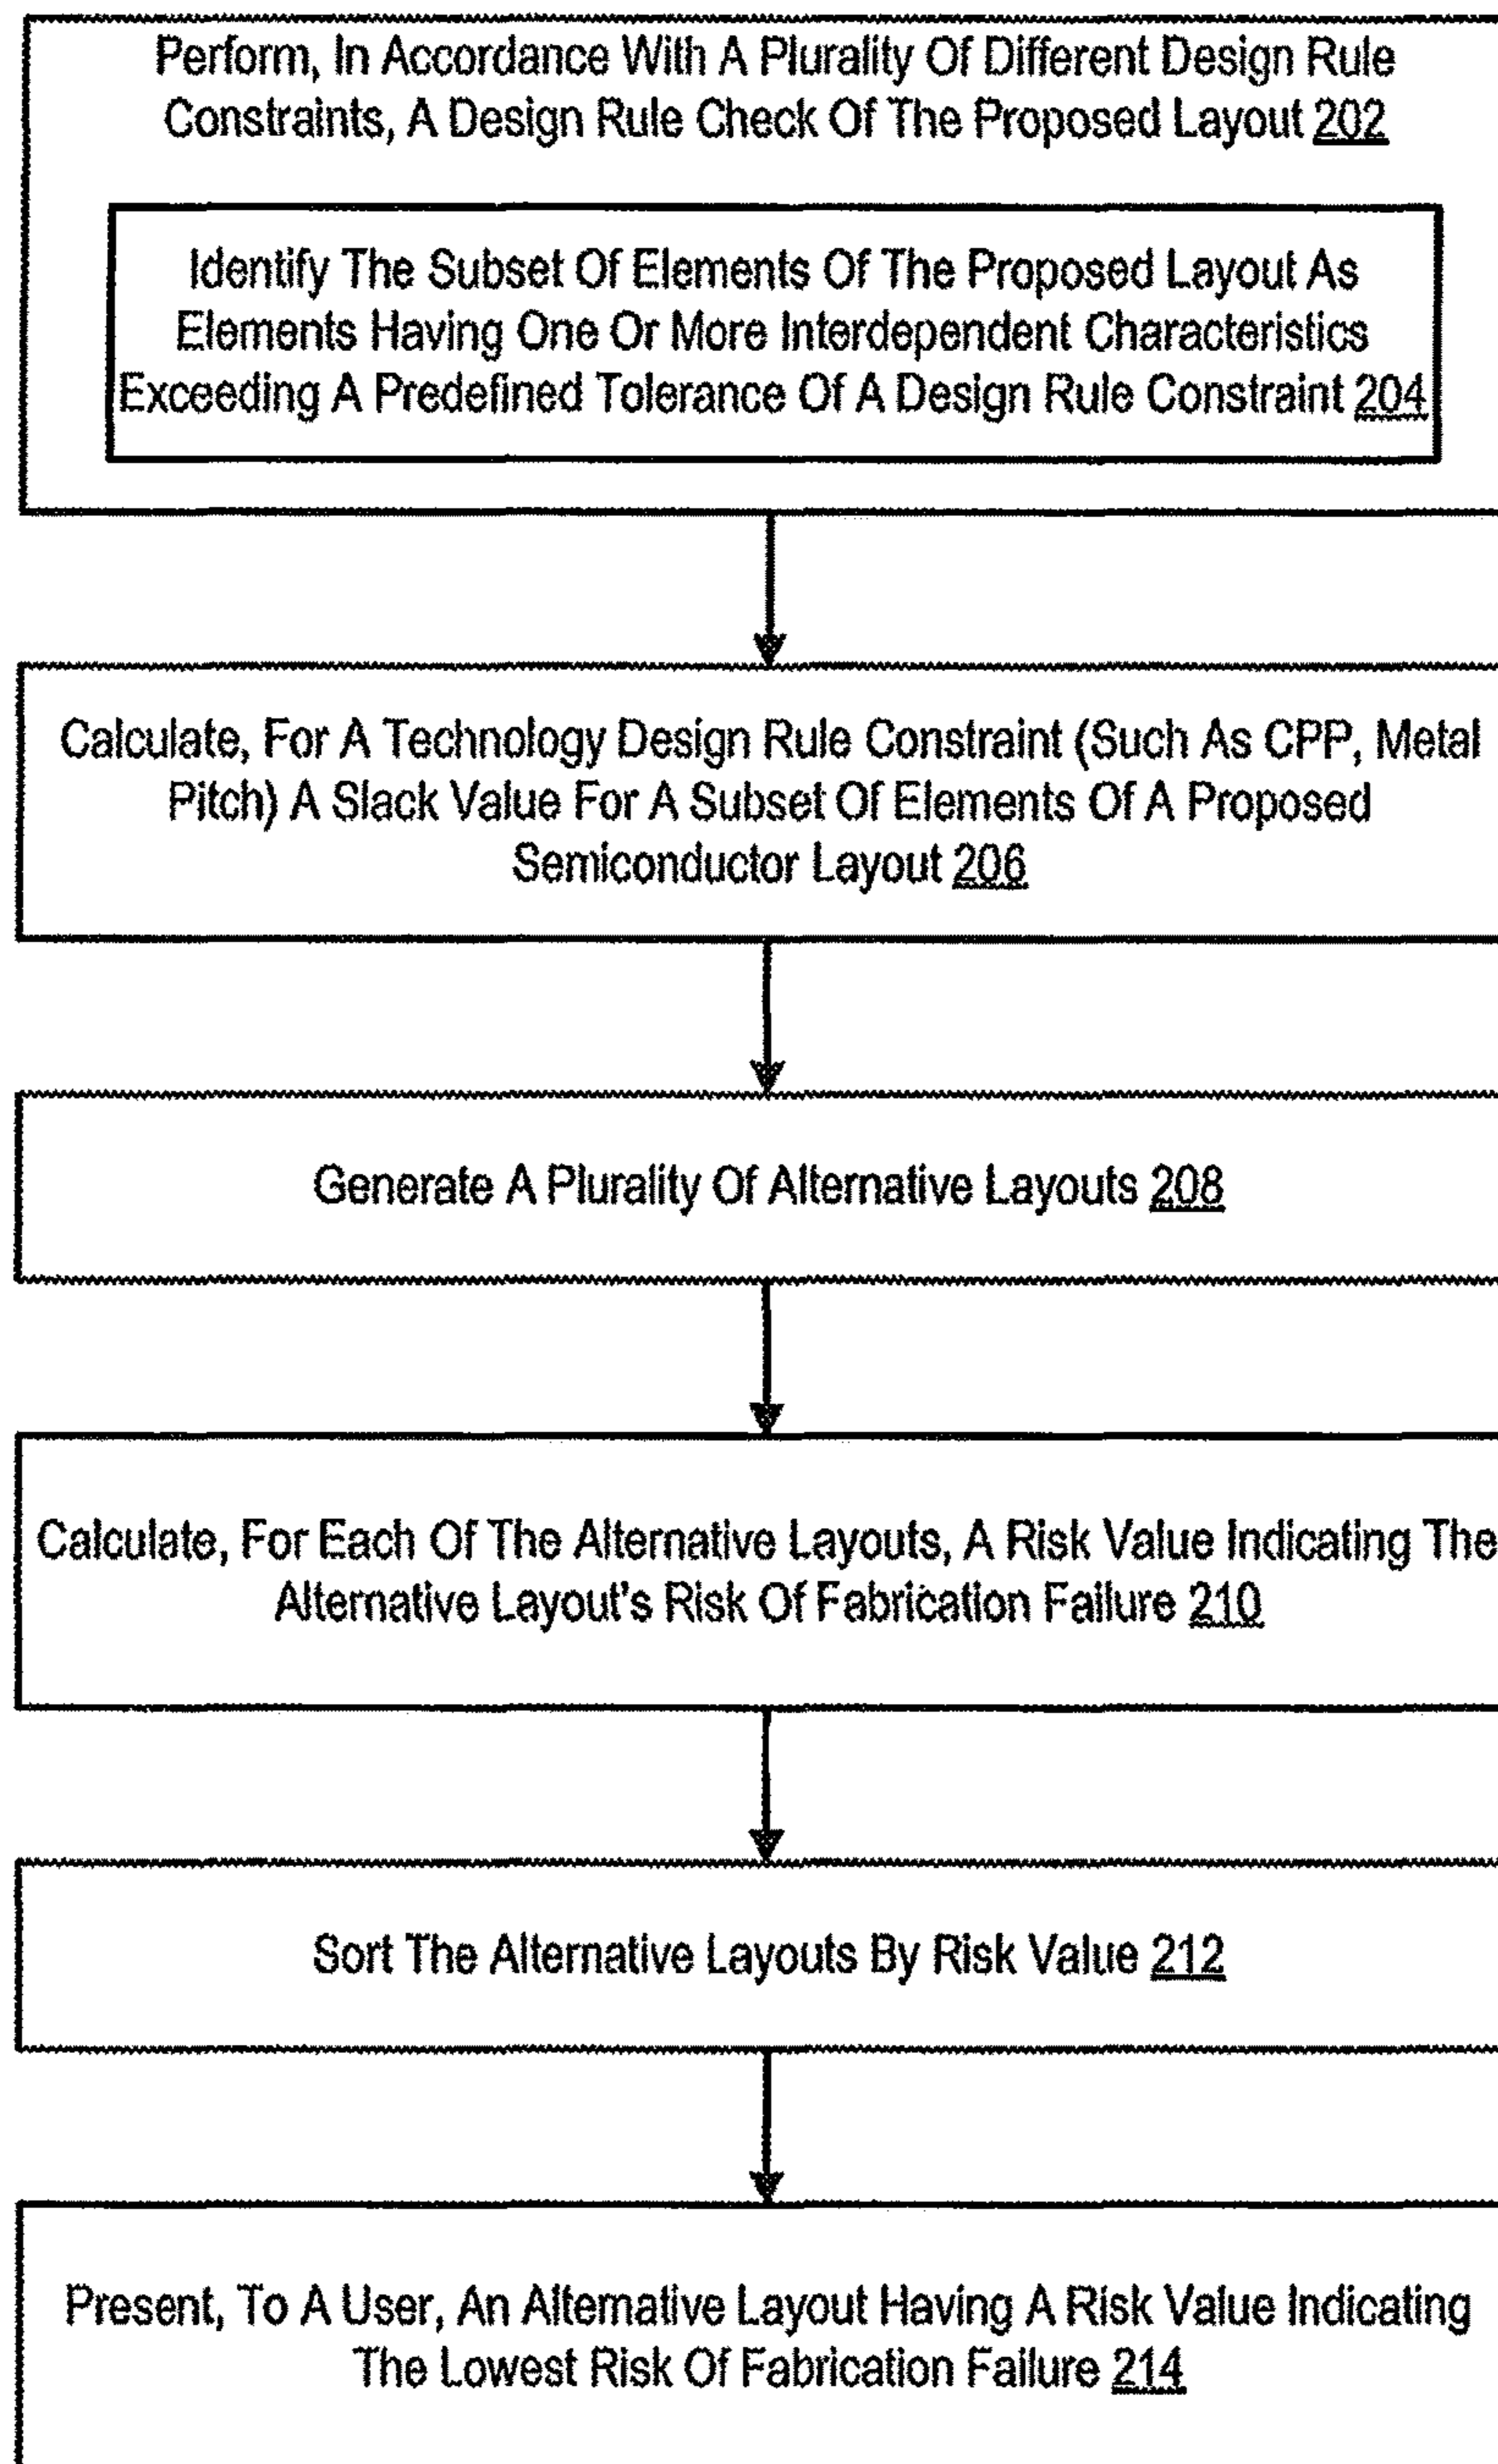 Perform, In Accordance With A Plurality Of Different Design Rule
Constraints, A Design Rule Check Of The Proposed Layout 202
Identify The Subset Of Elements Of The Proposed Layout As
Elements Having One Or More Interdependent Characteristics
Exceeding A Predefined Tolerance Of A Design Rule Constraint 204
Calculate, For A Technology Design Rule Constraint (Such As CPP, Metal
Pitch) A Slack Value For A Subset Of Elements Of A Proposed
Semiconductor Layout 206
Generate A Plurality Of Alternative Layouts 208
Calculate, For Each Of The Alternative Layouts, A Risk Value Indicating The
Alternative Layout's Risk Of Fabrication Failure 210
Sort The Alternative Layouts By Risk Value 212
Present, To A User, An Alternative Layout Having A Risk Value Indicating
The Lowest Risk Of Fabrication Failure 214